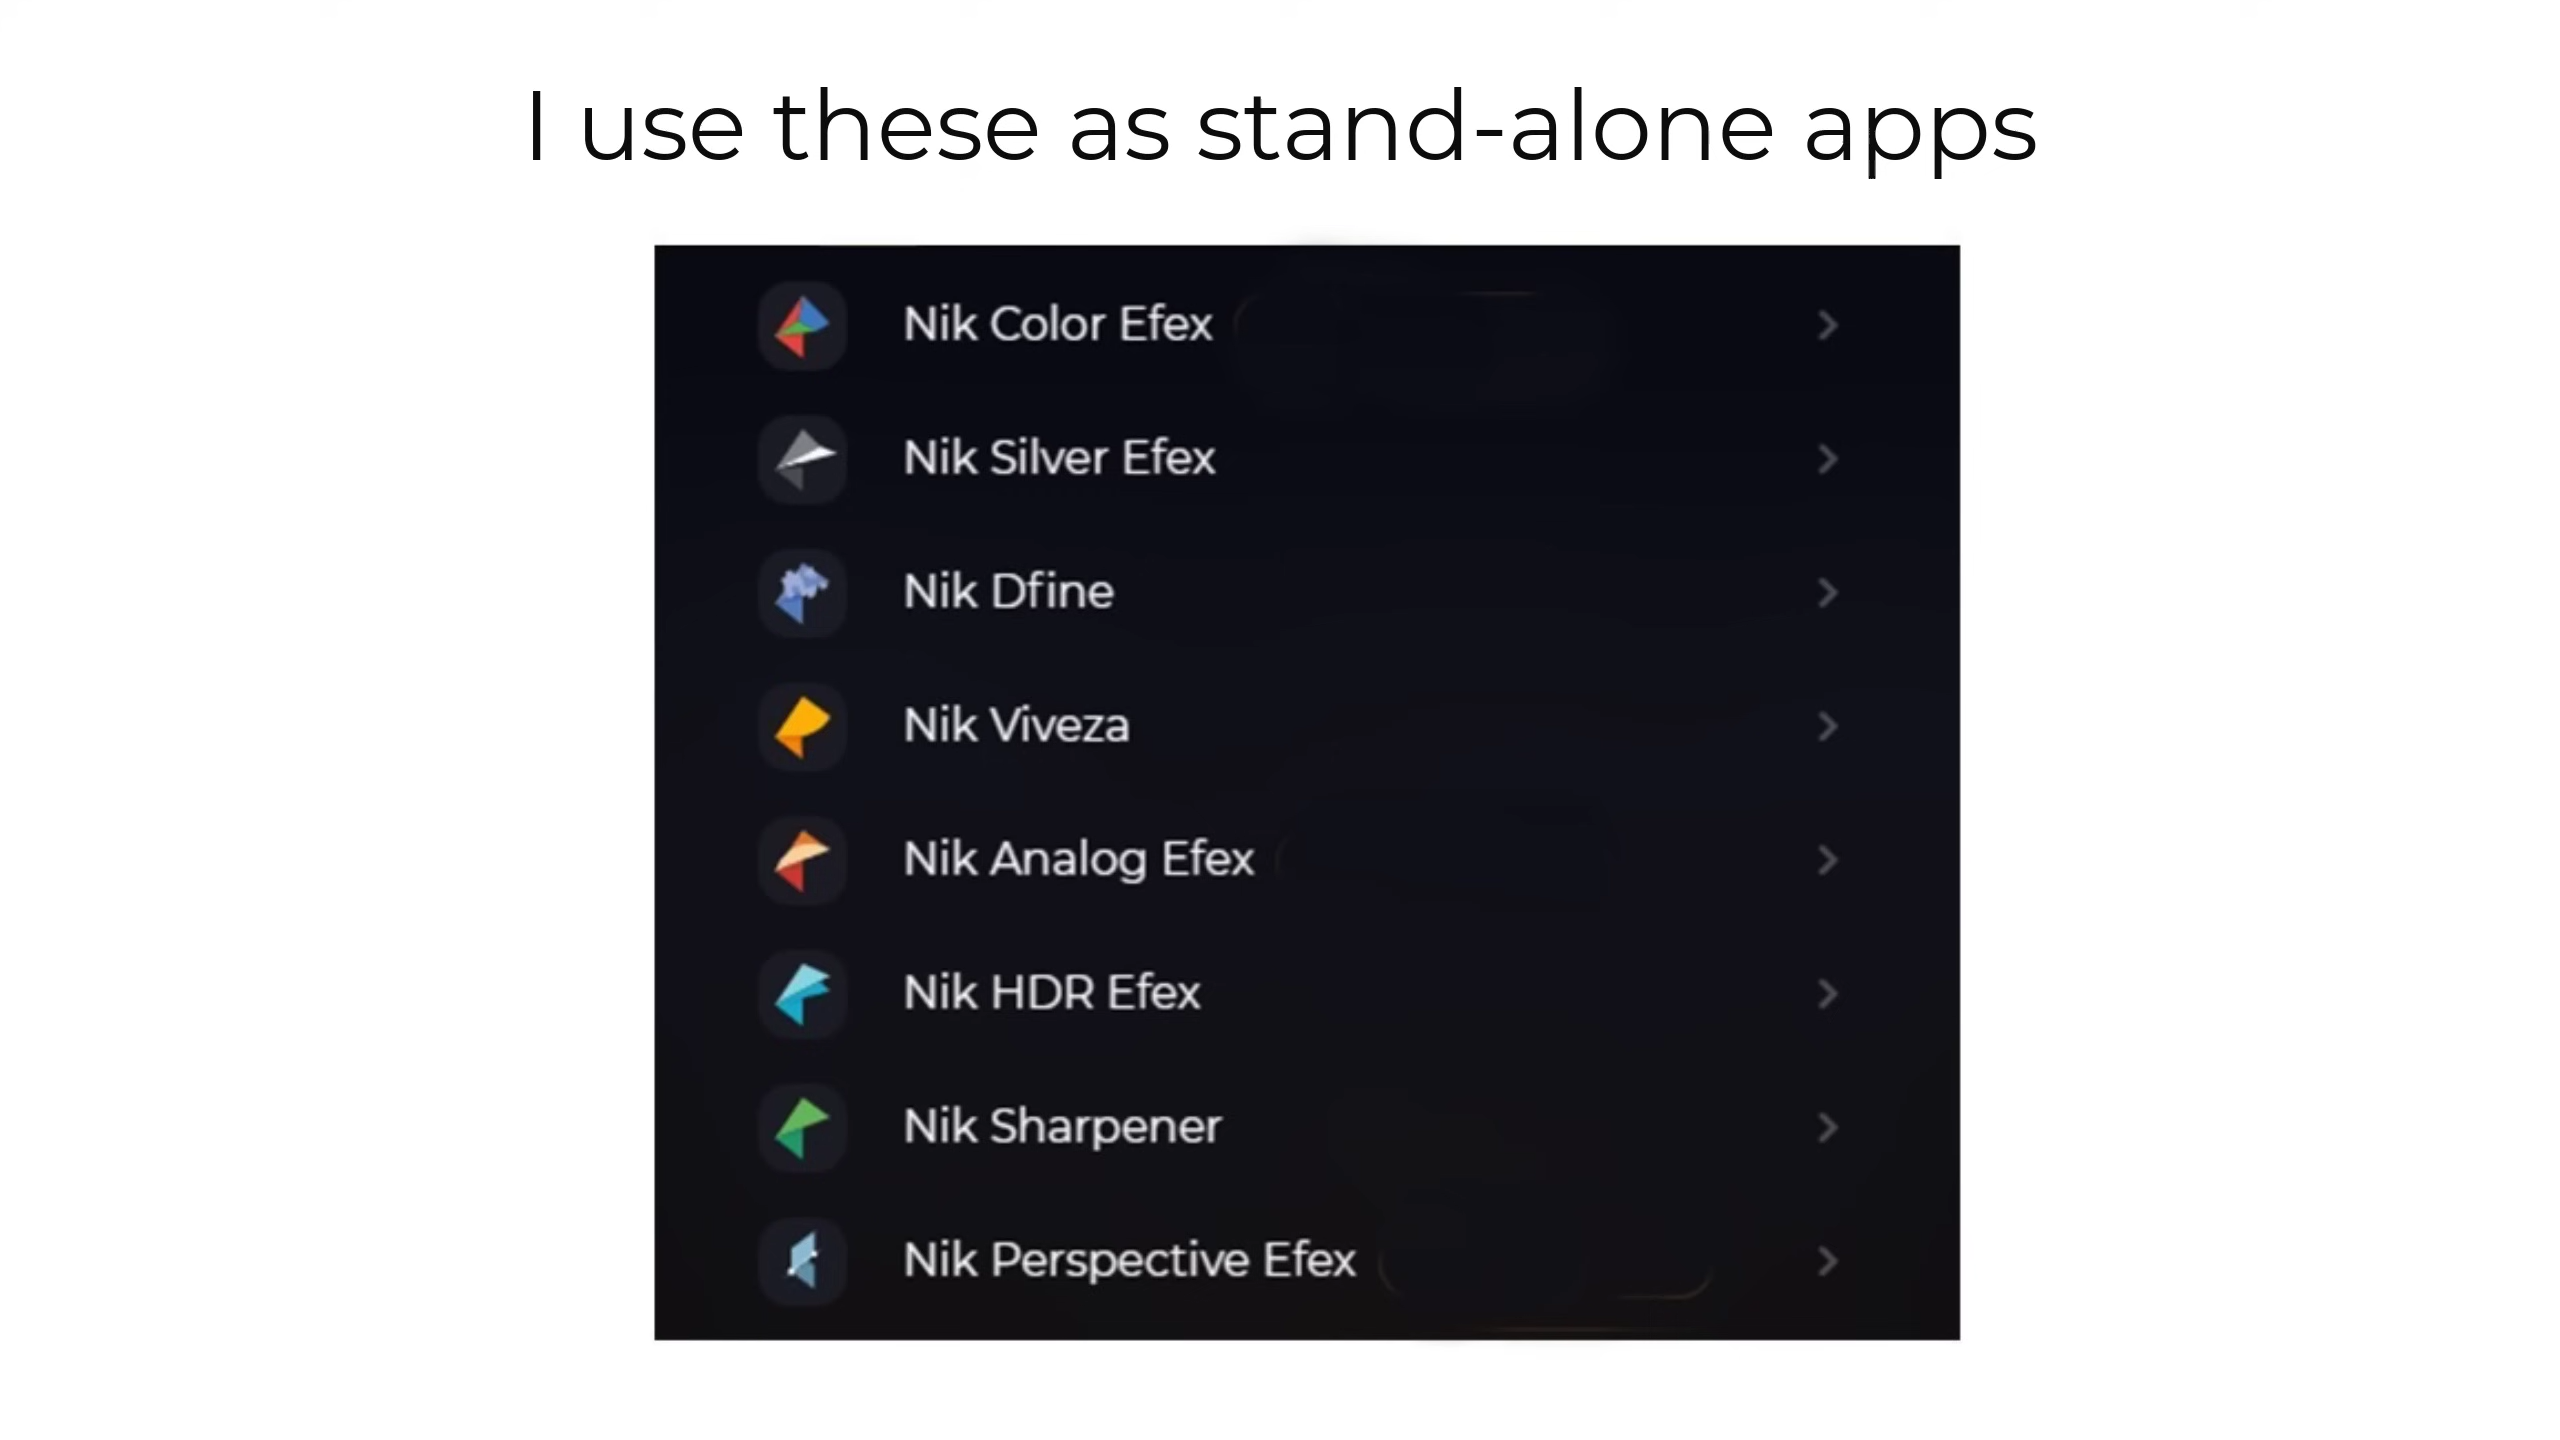 I use these as stand-alone apps
Nik Color Efex
Nik Silver Efex
Nik Dfine
Nik Viveza
Nik Analog Efex
Nik HDR Efex
Nik Sharpener
Nik Perspective Efex